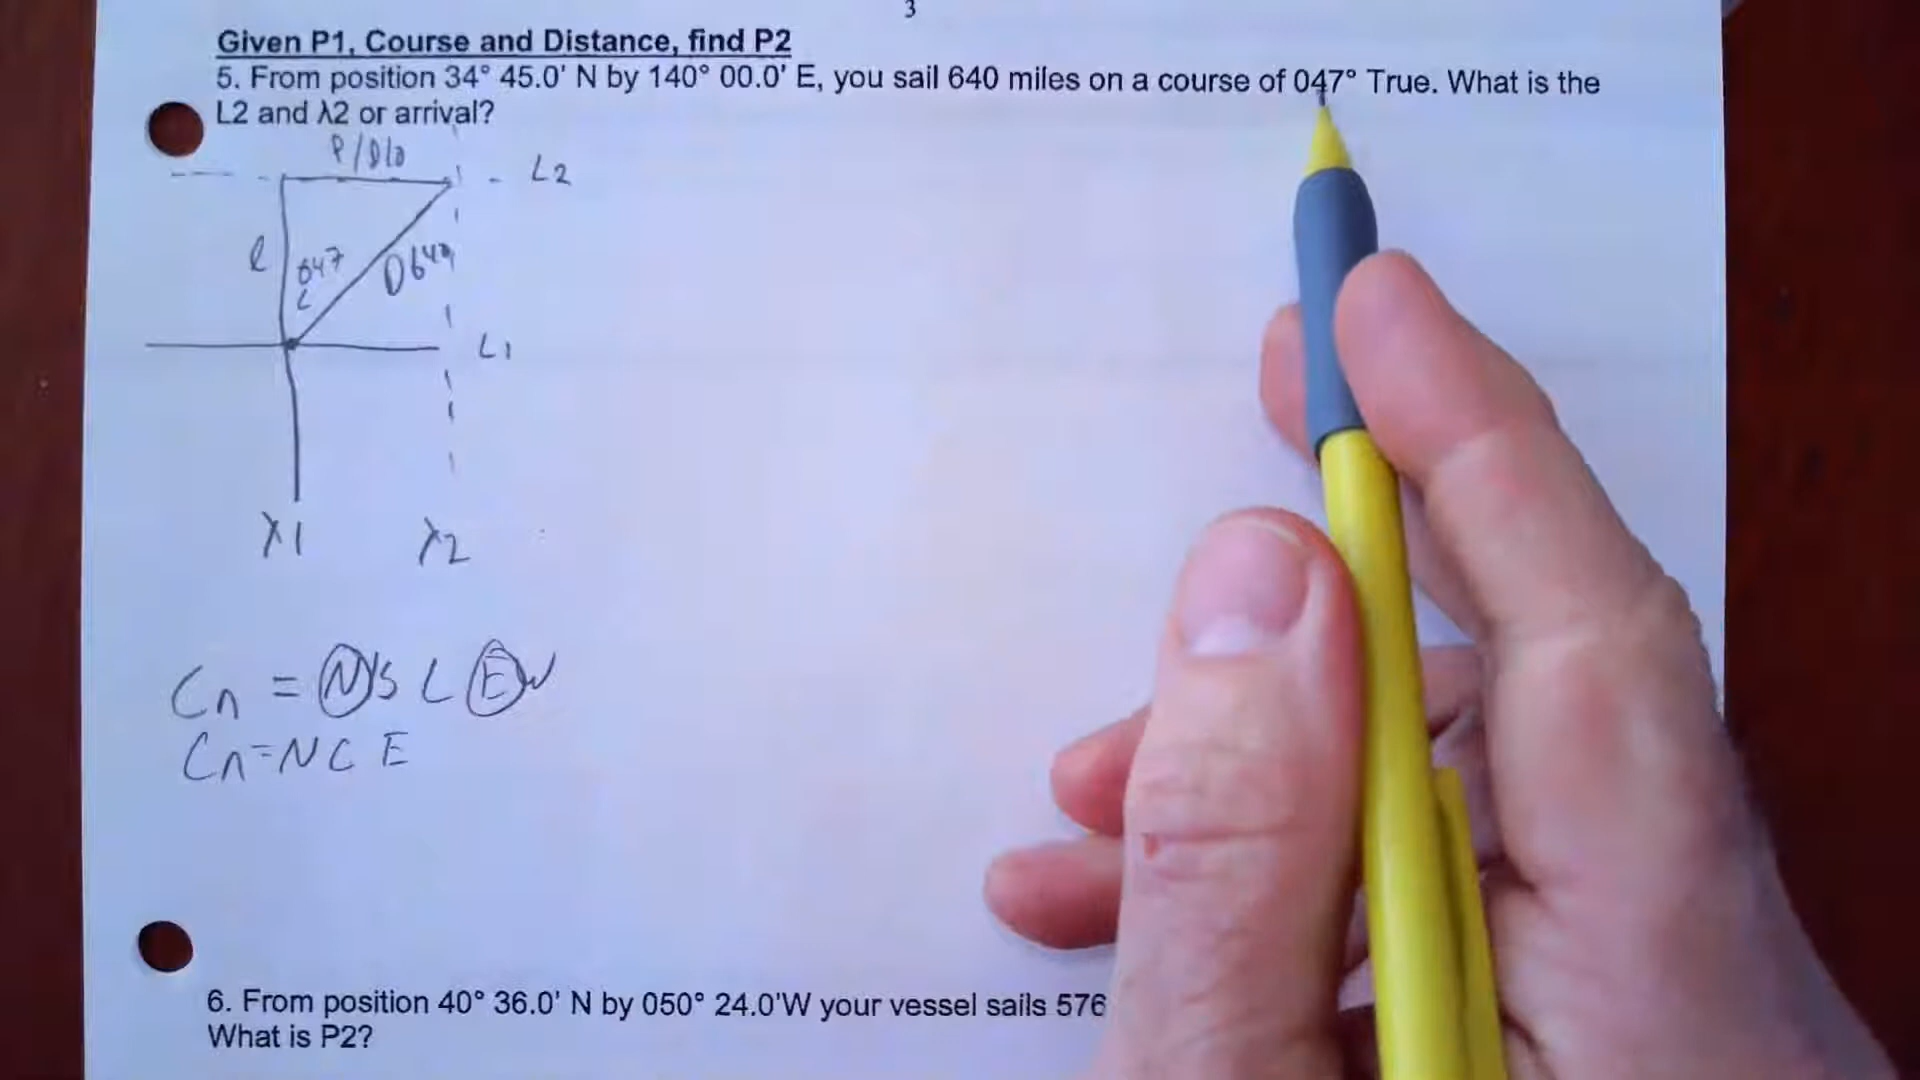 3
Given P1, Course and Distance, find P2
5. From position 34° 45.0' N by 140° 00.0' E, you sail 640 miles on a course of 047° True. What is the
L2 and λ2 or arrival?
P/Dlo
L2
l
047
C
D640
L1
λ1
λ2
Cn = N/S C E/W
Cn=N C E
6. From position 40° 36.0' N by 050° 24.0'W your vessel sails 576
What is P2?